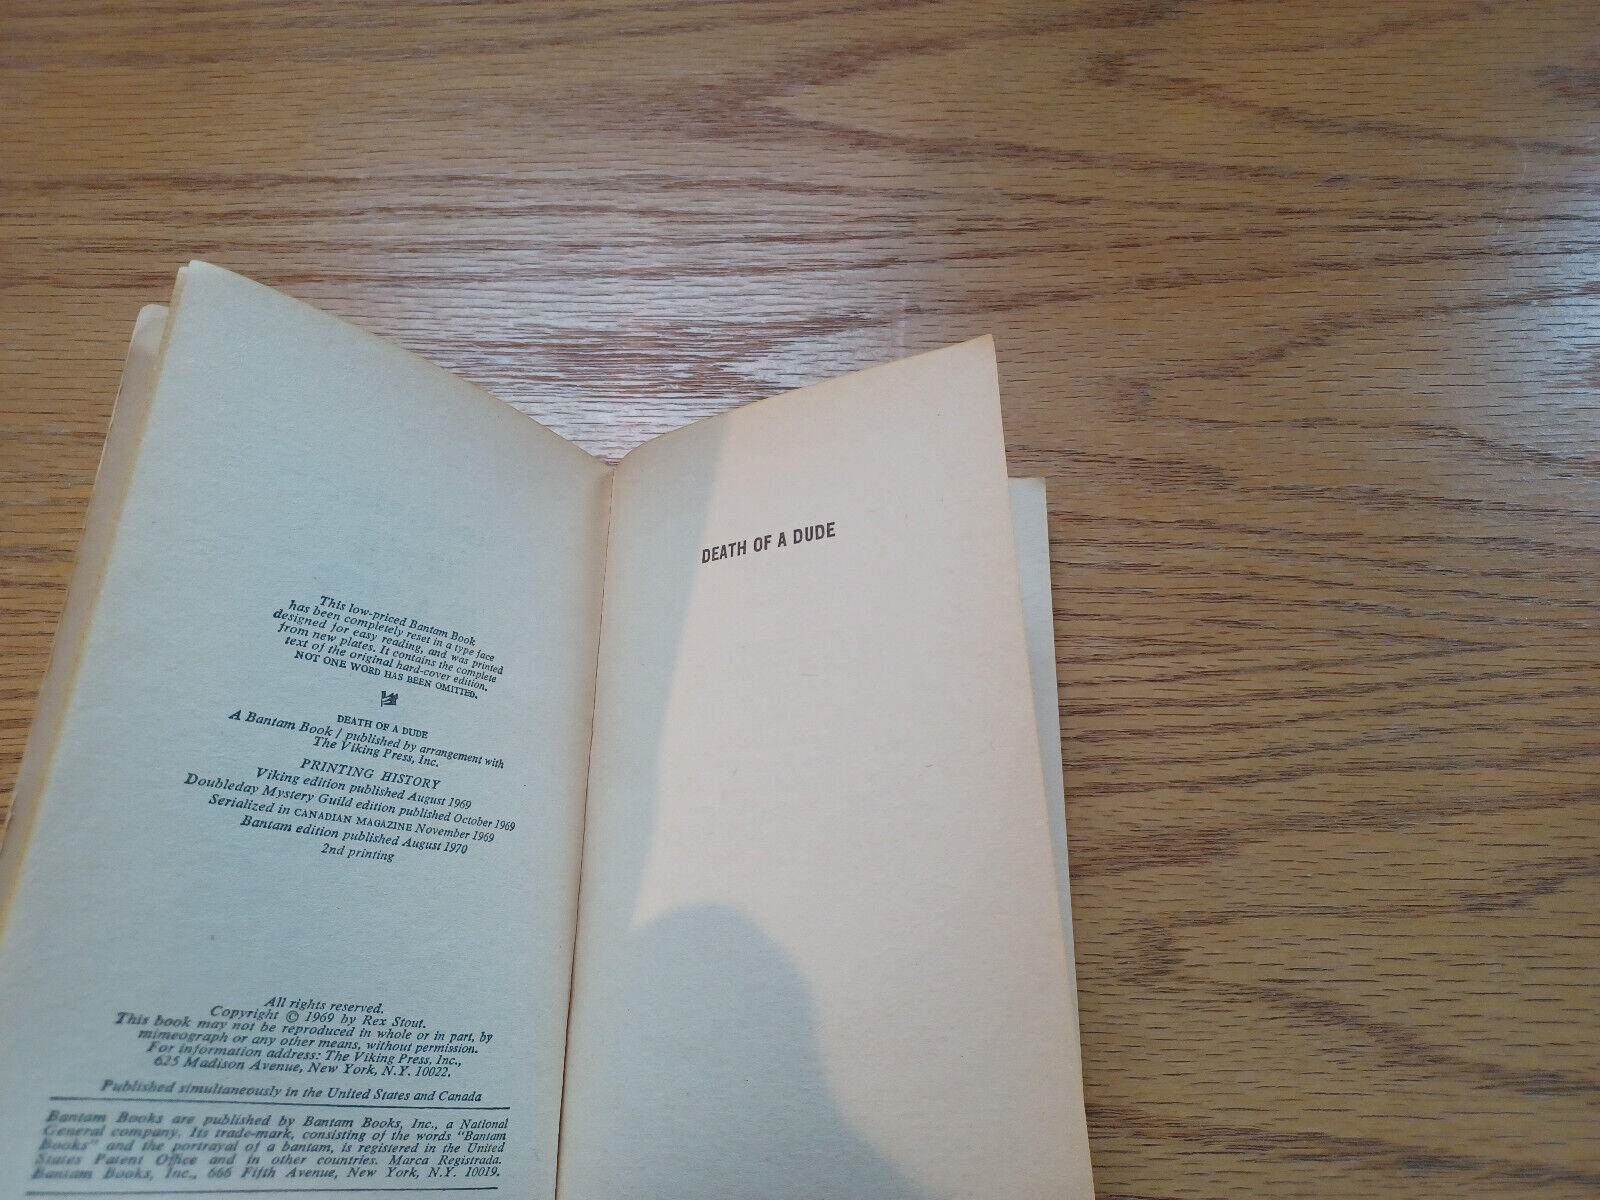 This low-priced Bantam Book
has been completely reset in a type face
designed for easy reading, and was printed
from new plates. It contains the complete
text of the original hard-cover edition.
NOT ONE WORD HAS BEEN OMITTED.
DEATH OF A DUDE
A Bantam Book / published by arrangement with
The Viking Press, Inc.
PRINTING HISTORY
Viking edition published August 1969
Doubleday Mystery Guild edition published October 1969
Serialized in CANADIAN MAGAZINE November 1969
Bantam edition published August 1970
2nd printing
All rights reserved.
Copyright © 1969 by Rex Stout.
This book may not be reproduced in whole or in part, by
mimeograph or any other means, without permission.
For information address: The Viking Press, Inc.,
625 Madison Avenue, New York, N.Y. 10022.
Published simultaneously in the United States and Canada
Bantam Books are published by Bantam Books, Inc., a National
General company. Its trade-mark, consisting of the words "Bantam
Books" and the portrayal of a bantam, is registered in the United
States Patent Office and in other countries. Marca Registrada.
Bantam Books, Inc., 666 Fifth Avenue, New York, N.Y. 10019.
DEATH OF A DUDE